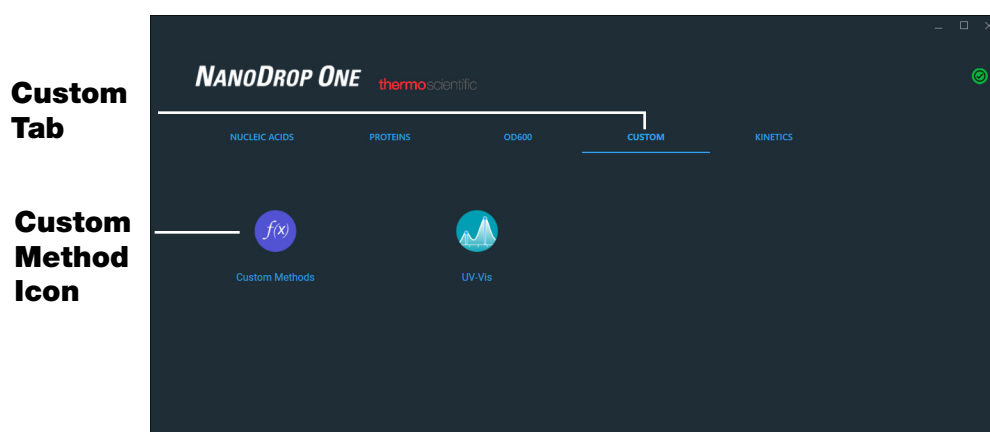 NANODROP ONE thermoscientific
Custom
Tab
NUCLEIC ACIDS PROTEINS OD600 CUSTOM KINETICS
Custom
Method
Icon
f(x)
Custom Methods UV-Vis